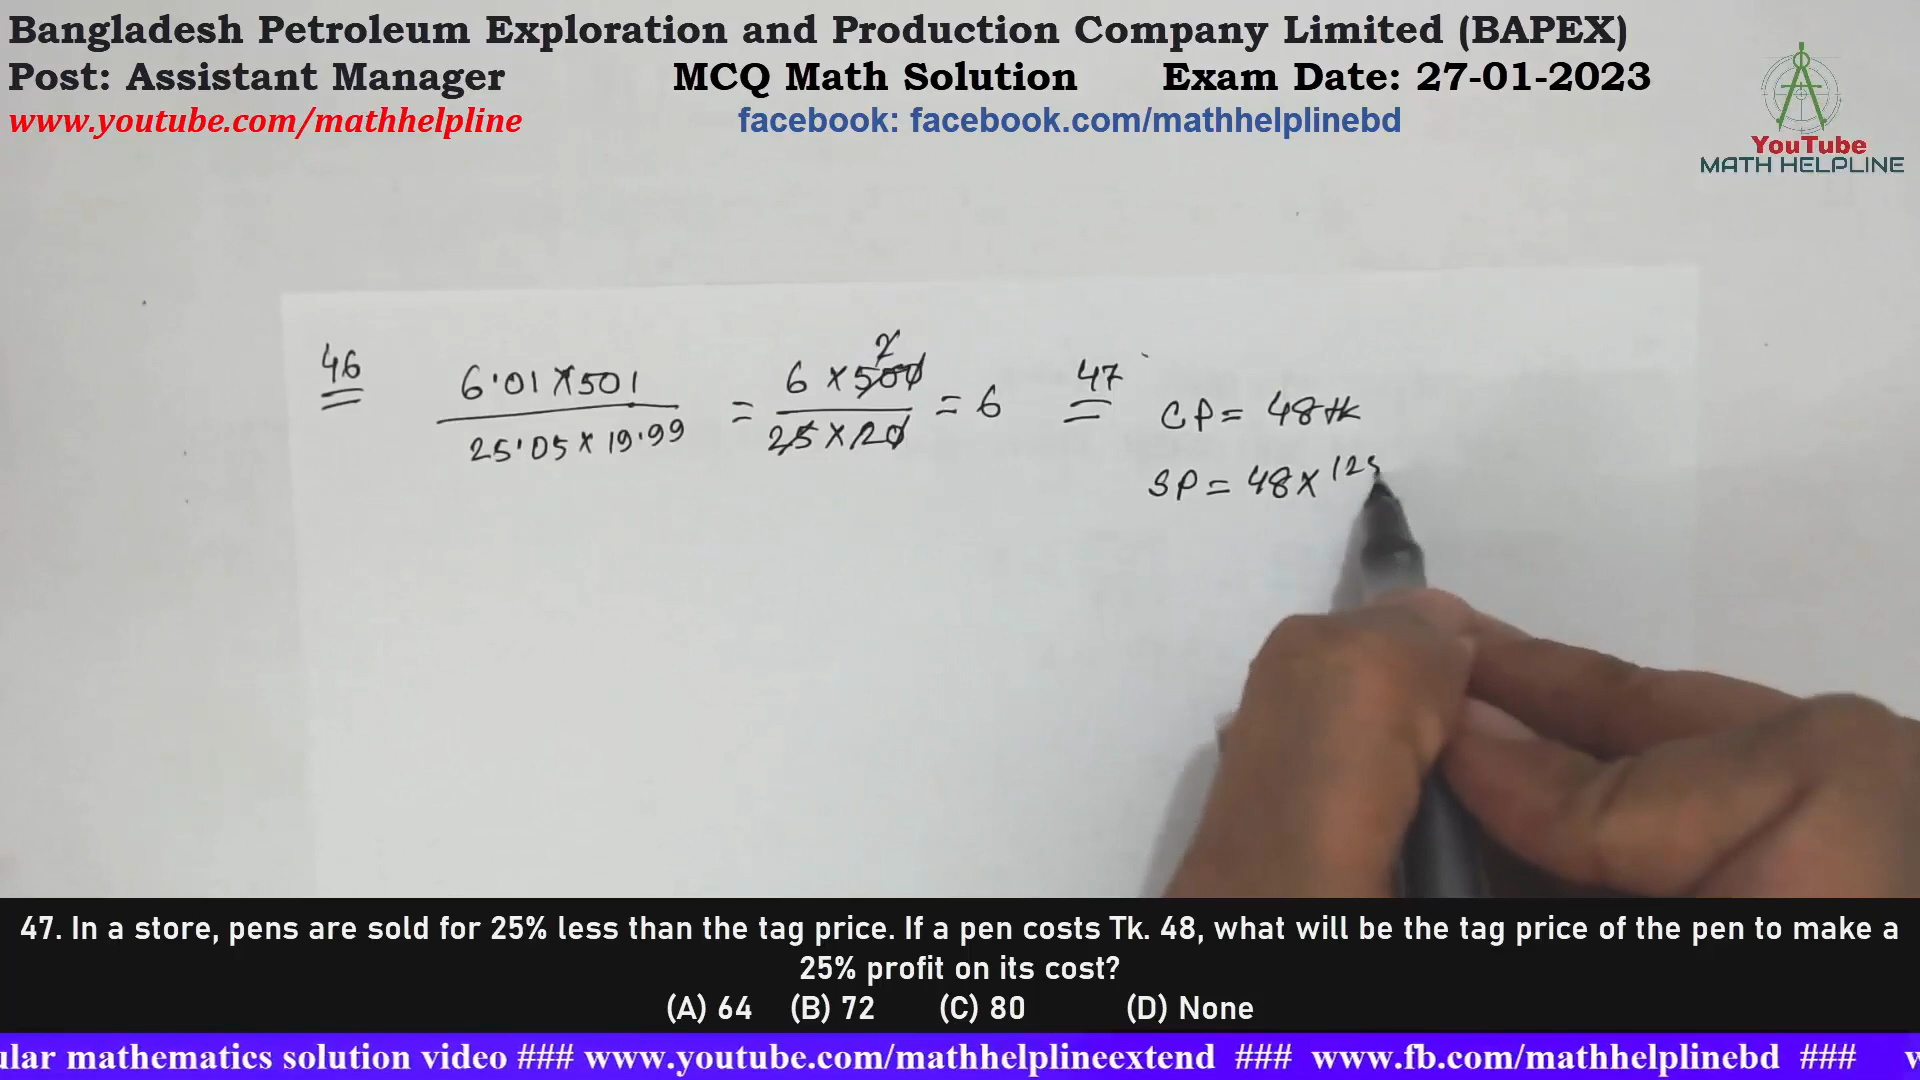 Bangladesh Petroleum Exploration and Production Company Limited (BAPEX)
Post: Assistant Manager MCQ Math Solution Exam Date: 27-01-2023
www.youtube.com/mathhelpline facebook: facebook.com/mathhelplinebd
YouTube
MATH HELPLINE
46
6.01 × 501 / 25.05 × 19.99 = 6 × 500 2 / 25 × 20 = 6
47
CP = 48 tk
SP = 48 × 125
47. In a store, pens are sold for 25% less than the tag price. If a pen costs Tk. 48, what will be the tag price of the pen to make a
25% profit on its cost?
(A) 64 (B) 72 (C) 80 (D) None
ular mathematics solution video ### www.youtube.com/mathhelplineextend ### www.fb.com/mathhelplinebd ###